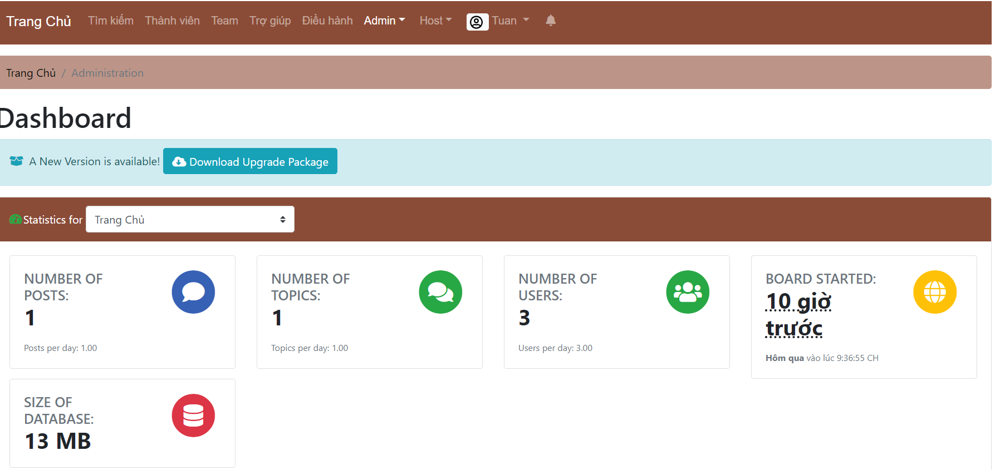 Trang Chủ Tìm kiếm Thành viên Team Trợ giúp Điều hành Admin Host Tuan
Trang Chủ / Administration
Dashboard
A New Version is available! Download Upgrade Package
Statistics for Trang Chủ
NUMBER OF
POSTS:
1
Posts per day: 1.00
NUMBER OF
TOPICS:
1
Topics per day: 1.00
NUMBER OF
USERS:
3
Users per day: 3.00
BOARD STARTED:
10 giờ
trước
Hôm qua vào lúc 9:36:55 CH
SIZE OF
DATABASE:
13 MB